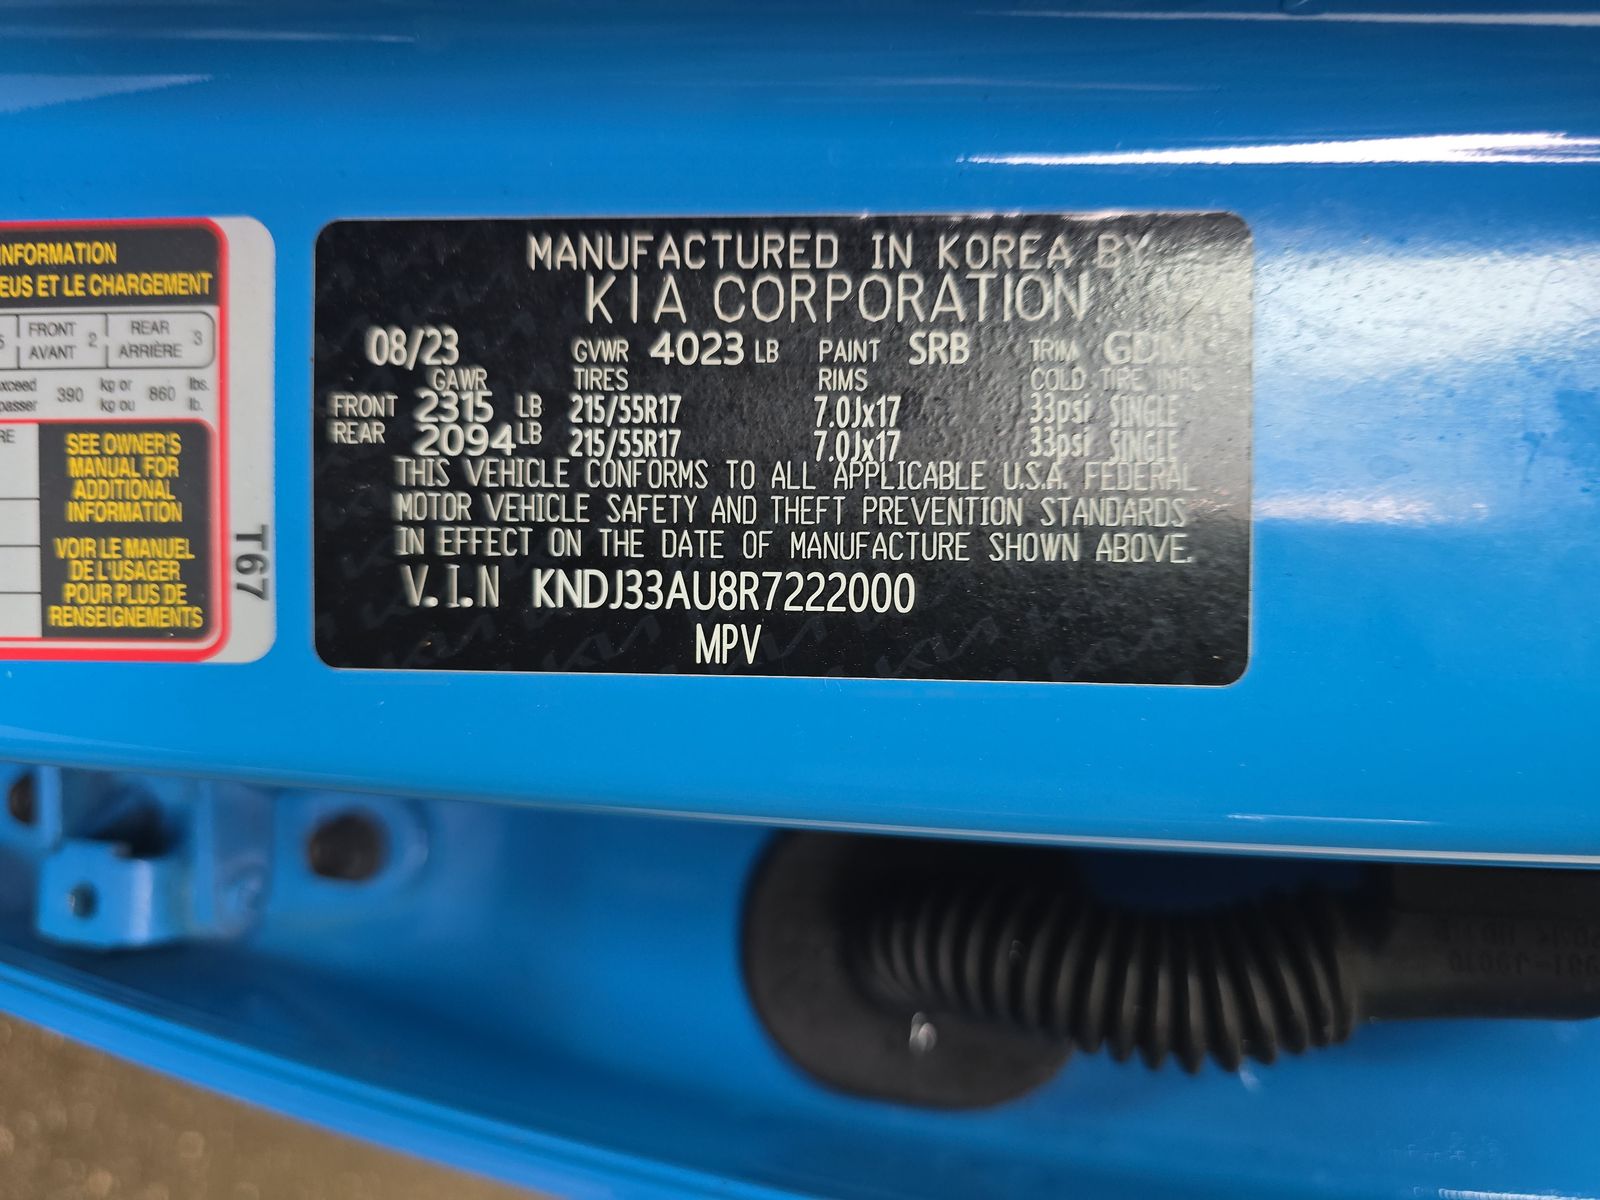 INFORMATION
EUS ET LE CHARGEMENT
5 FRONT AVANT 2 REAR ARRIÈRE 3
kg or kg ou 390 860 lbs. lb.
SEE OWNER'S
MANUAL FOR
ADDITIONAL
INFORMATION
VOIR LE MANUEL
DE L'USAGER
POUR PLUS DE
RENSEIGNEMENTS
T67
MANUFACTURED IN KOREA BY
KIA CORPORATION
08/23 GVWR 4023 LB PAINT SRB TRIM GDM
GAWR TIRES RIMS COLD TIRE INFL
FRONT 2315 LB 215/55R17 7.0Jx17 33psi SINGLE
REAR 2094 LB 215/55R17 7.0Jx17 33psi SINGLE
THIS VEHICLE CONFORMS TO ALL APPLICABLE U.S.A. FEDERAL
MOTOR VEHICLE SAFETY AND THEFT PREVENTION STANDARDS
IN EFFECT ON THE DATE OF MANUFACTURE SHOWN ABOVE.
V.I.N KNDJ33AU8R7222000
MPV